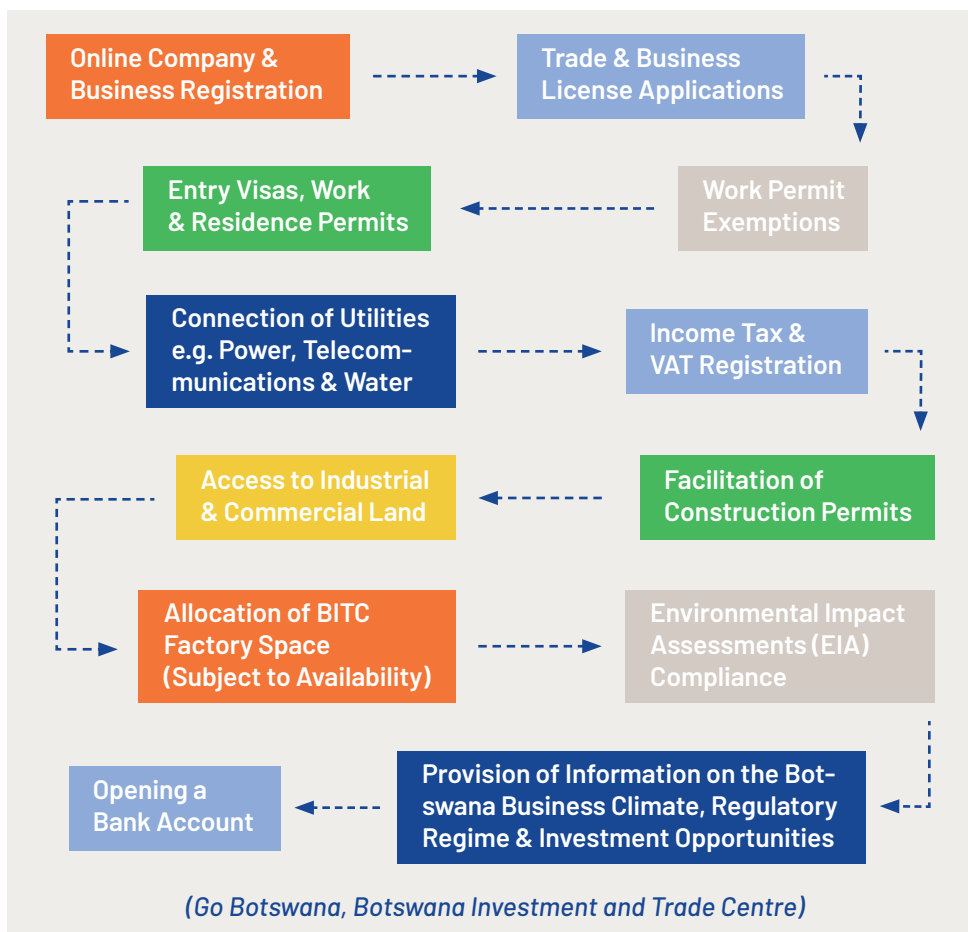 Online Company &
Business Registration
Trade & Business
License Applications
Work Permit
Exemptions
Entry Visas, Work
& Residence Permits
Connection of Utilities
e.g. Power, Telecom-
munications & Water
Income Tax &
VAT Registration
Facilitation of
Construction Permits
Access to Industrial
& Commercial Land
Allocation of BITC
Factory Space
(Subject to Availability)
Environmental Impact
Assessments (EIA)
Compliance
Provision of Information on the Bot-
swana Business Climate, Regulatory
Regime & Investment Opportunities
Opening a
Bank Account
(Go Botswana, Botswana Investment and Trade Centre)